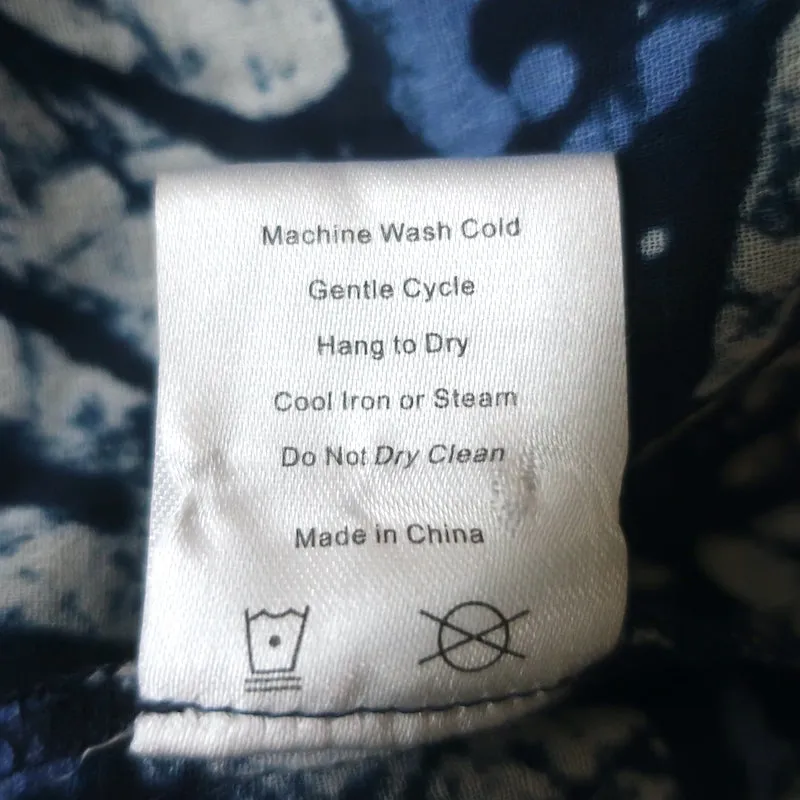 Machine Wash Cold
Gentle Cycle
Hang to Dry
Cool Iron or Steam
Do Not Dry Clean
Made in China